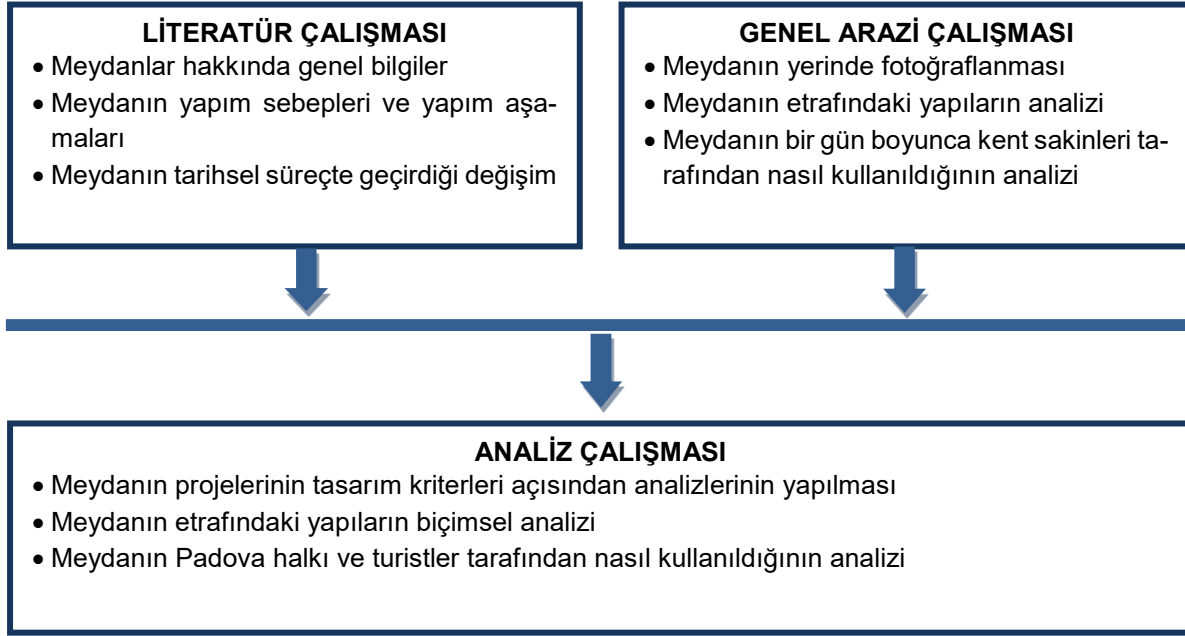 LİTERATÜR ÇALIŞMASI
• Meydanlar hakkında genel bilgiler
• Meydanın yapım sebepleri ve yapım aşa-
maları
• Meydanın tarihsel süreçte geçirdiği değişim
GENEL ARAZİ ÇALIŞMASI
• Meydanın yerinde fotoğraflanması
• Meydanın etrafındaki yapıların analizi
• Meydanın bir gün boyunca kent sakinleri ta-
rafından nasıl kullanıldığının analizi
ANALİZ ÇALIŞMASI
• Meydanın projelerinin tasarım kriterleri açısından analizlerinin yapılması
• Meydanın etrafındaki yapıların biçimsel analizi
• Meydanın Padova halkı ve turistler tarafından nasıl kullanıldığının analizi